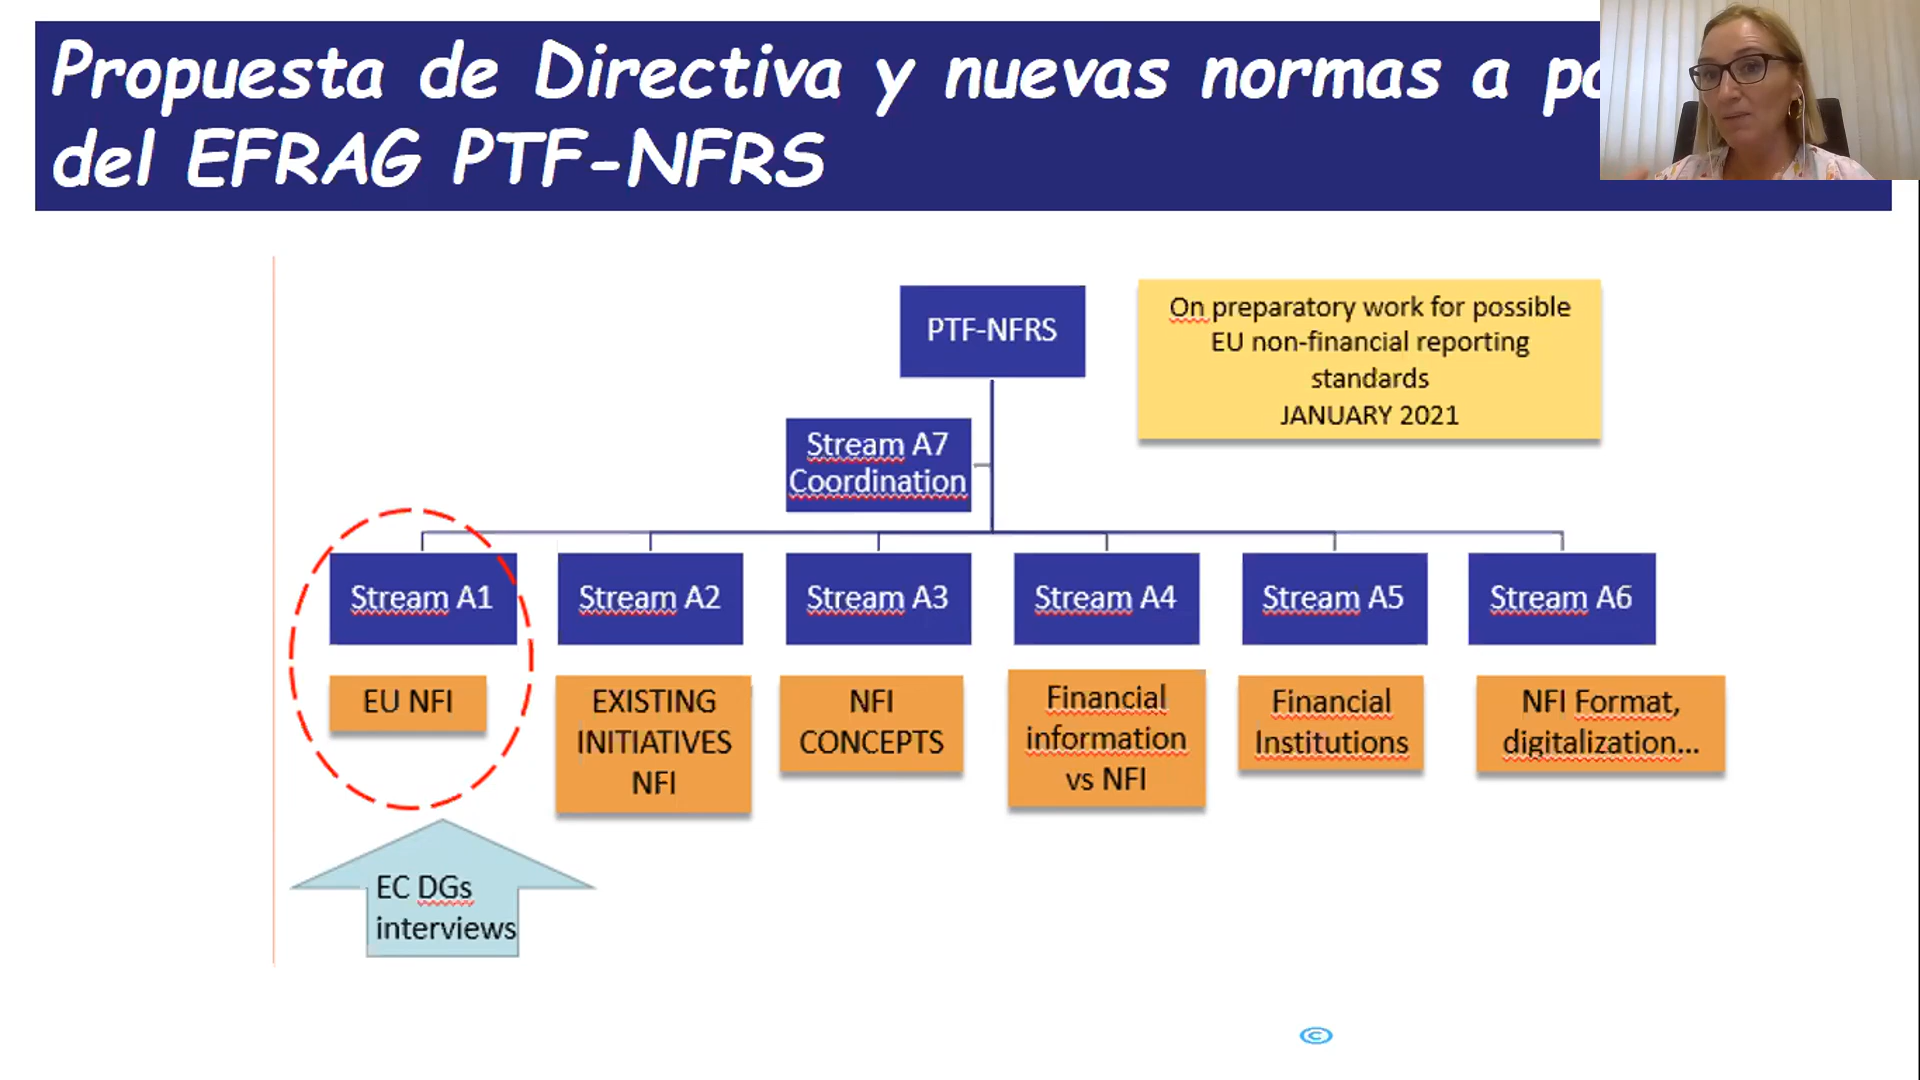 Propuesta de Directiva y nuevas normas a
del EFRAG PTF-NFRS
PTF-NFRS
On preparatory work for possible
EU non-financial reporting
standards
JANUARY 2021
Stream A7
Coordination
Stream A1
Stream A2
Stream A3
Stream A4
Stream A5
Stream A6
EU NFI
EXISTING
INITIATIVES
NFI
NFI
CONCEPTS
Financial
information
vs NFI
Financial
Institutions
NFI Format,
digitalization...
EC DGs
interviews
©